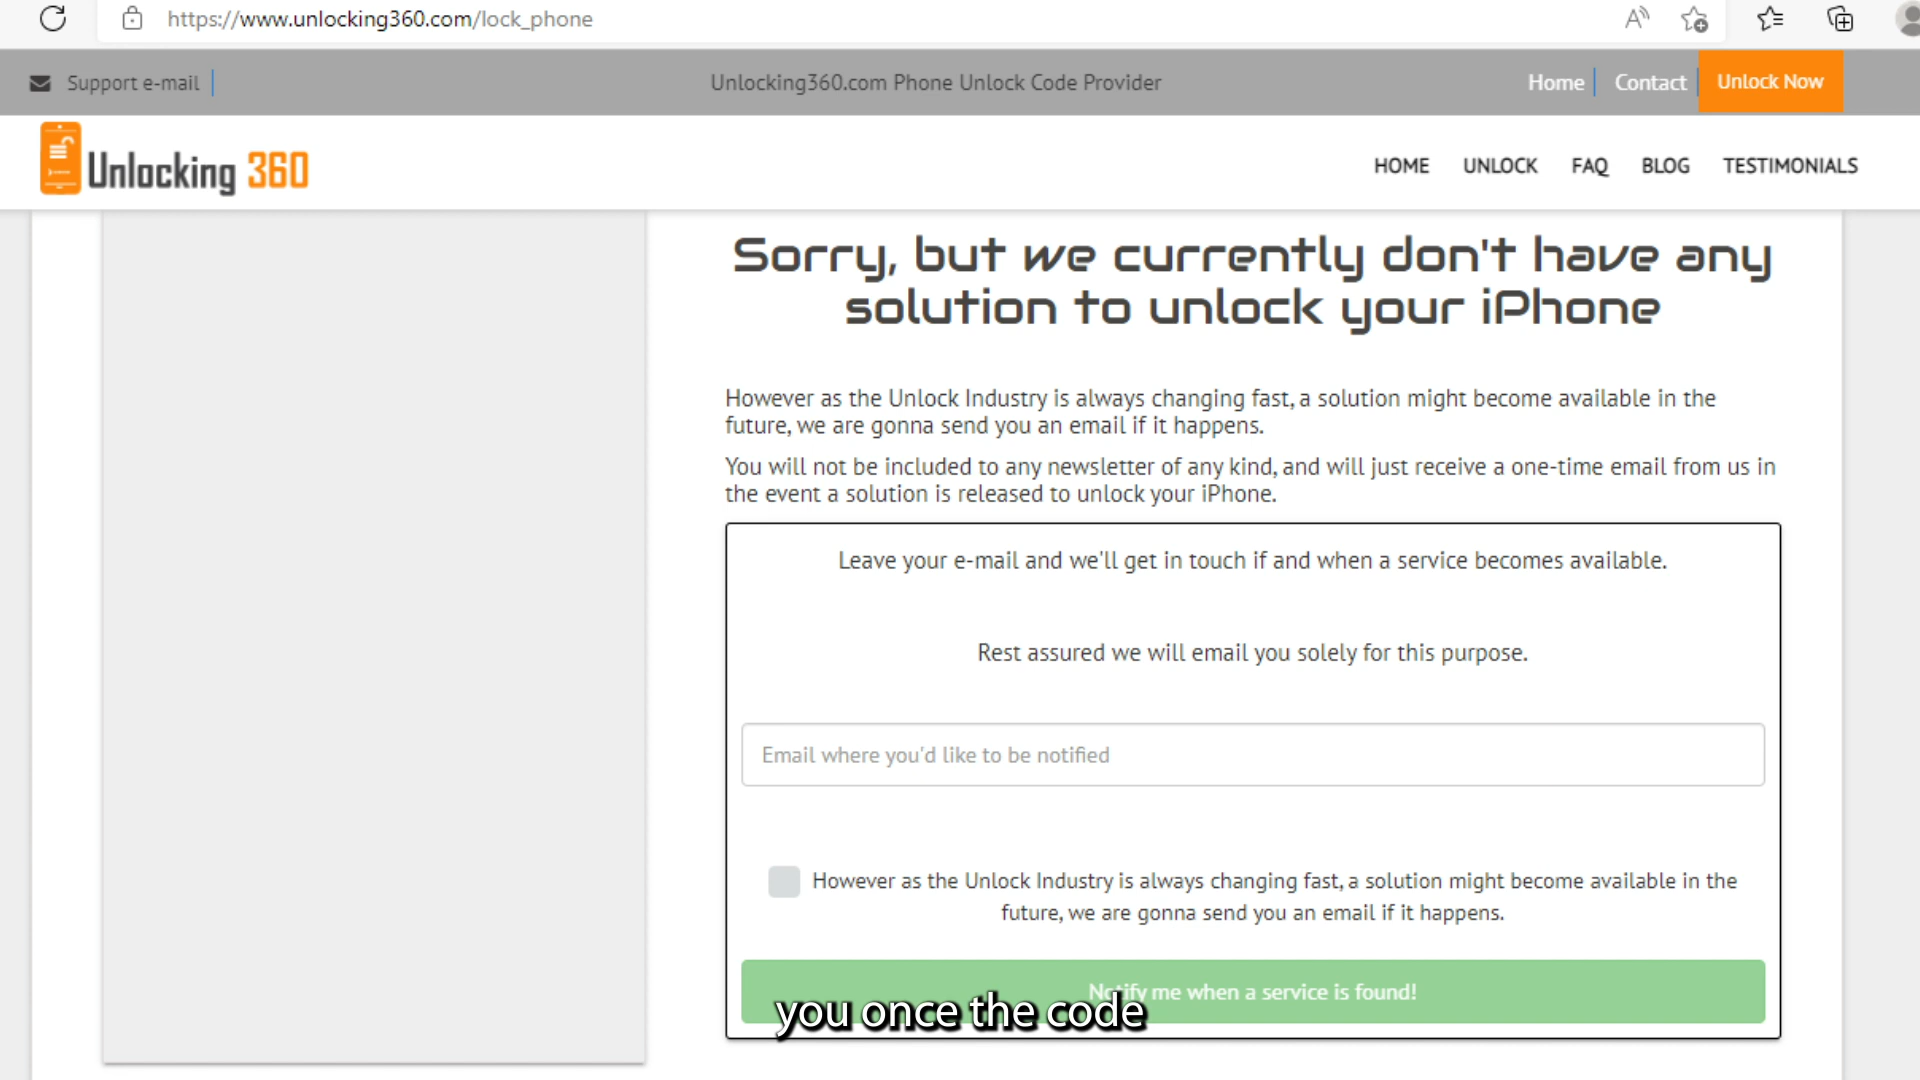 https://www.unlocking360.com/lock_phone
Support e-mail
Unlocking360.com Phone Unlock Code Provider
Home
Contact
Unlock Now
Unlocking 360
HOME
UNLOCK
FAQ
BLOG
TESTIMONIALS
Sorry, but we currently don't have any
solution to unlock your iPhone
However as the Unlock Industry is always changing fast, a solution might become available in the
future, we are gonna send you an email if it happens.
You will not be included to any newsletter of any kind, and will just receive a one-time email from us in
the event a solution is released to unlock your iPhone.
Leave your e-mail and we'll get in touch if and when a service becomes available.
Rest assured we will email you solely for this purpose.
Email where you'd like to be notified
However as the Unlock Industry is always changing fast, a solution might become available in the
future, we are gonna send you an email if it happens.
Notify me when a service is found!
you once the code